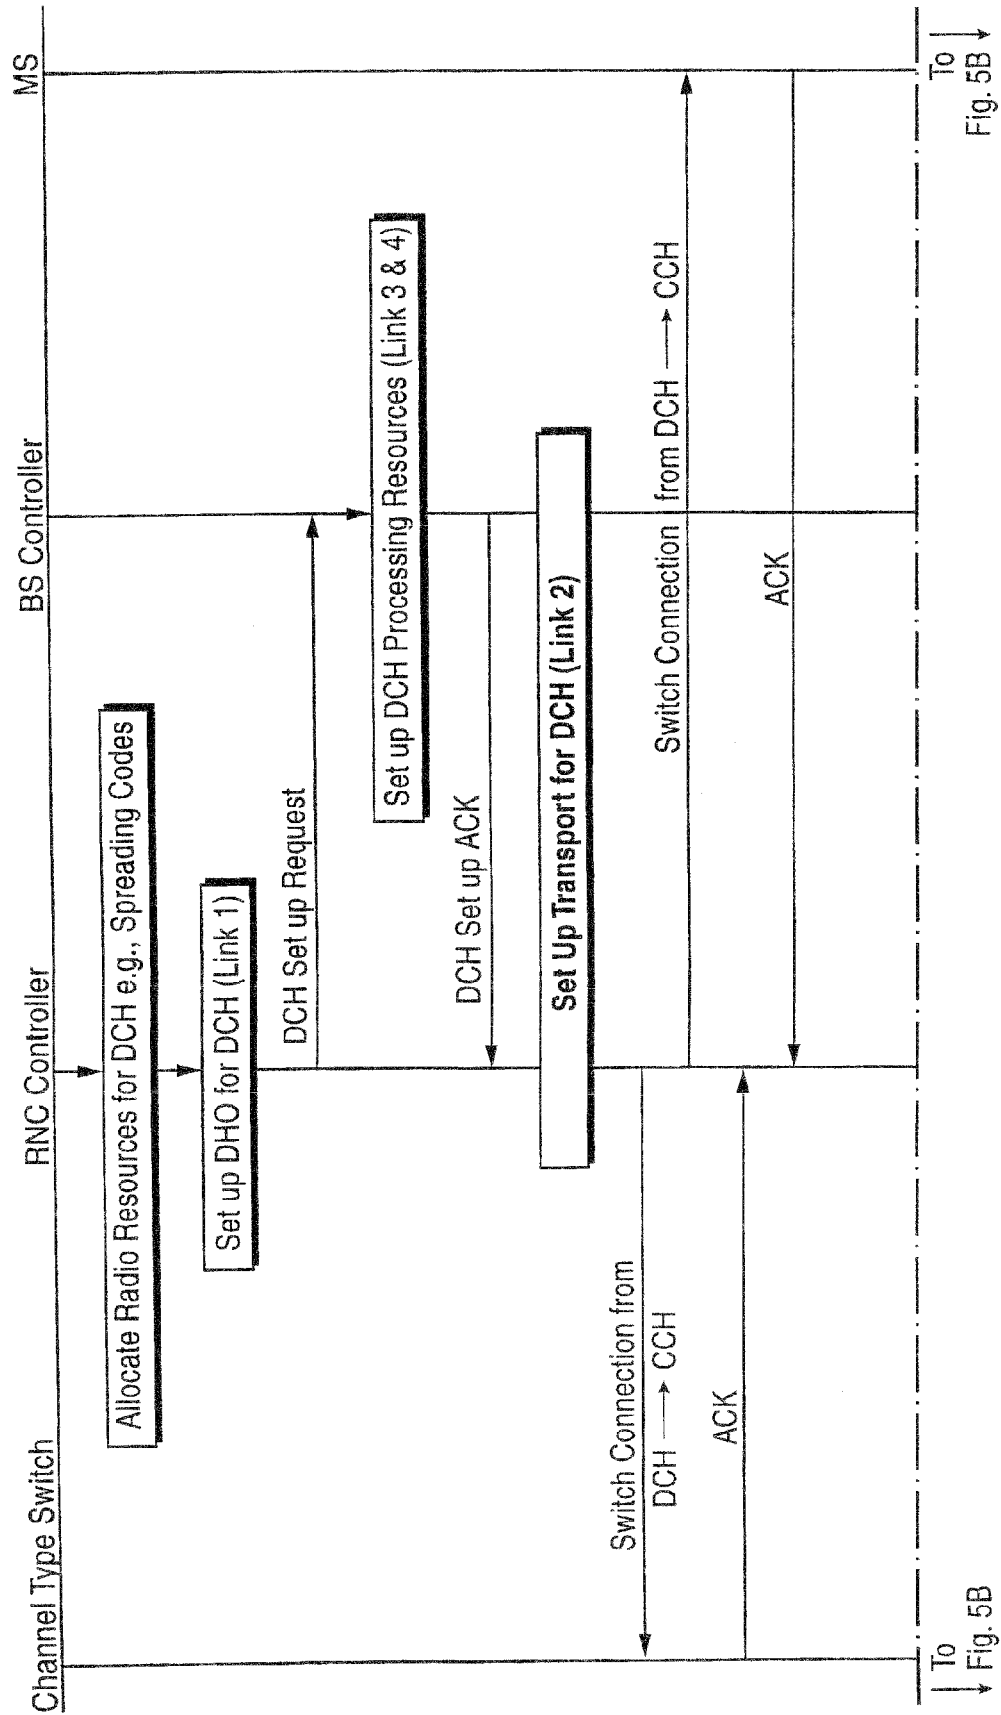 Channel Type Switch
RNC Controller
BS Controller
MS
Allocate Radio Resources for DCH e.g., Spreading Codes
Set up DHO for DCH (Link 1)
DCH Set up Request
Set up DCH Processing Resources (Link 3 & 4)
DCH Set up ACK
Set Up Transport for DCH (Link 2)
Switch Connection from
DCH → CCH
Switch Connection from DCH → CCH
ACK
ACK
To
Fig. 5B
To
Fig. 5B